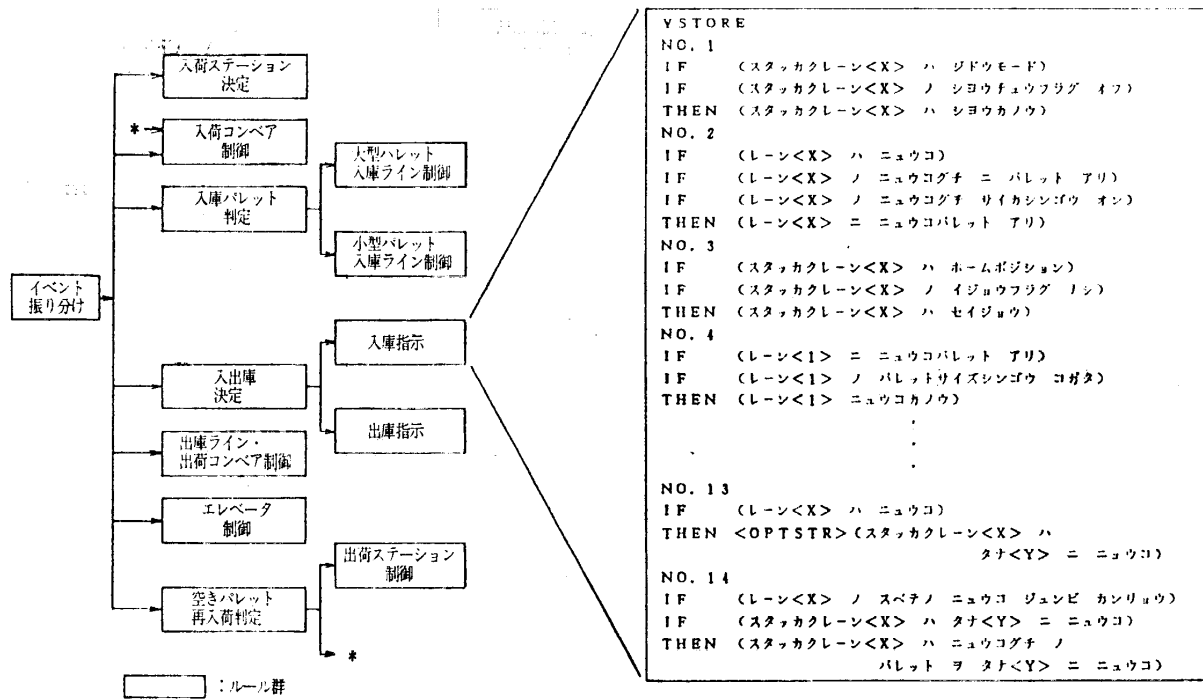 入荷ステーション
決定
*
入荷コンベア
制御
入庫パレット
判定
大型パレット
入庫ライン制御
小型パレット
入庫ライン制御
イベント
振り分け
入出庫
決定
入庫指示
出庫指示
出庫ライン・
出荷コンベア制御
エレベータ
制御
空きパレット
再入荷判定
出荷ステーション
制御
*
:ルール群
YSTORE
NO. 1
IF (スタッカクレーン<X> ハ ジドウモード)
IF (スタッカクレーン<X> ノ シヨウチュウフラグ オフ)
THEN (スタッカクレーン<X> ハ シヨウカノウ)
NO. 2
IF (レーン<X> ハ ニュウコ)
IF (レーン<X> ノ ニュウコグチ ニ パレット アリ)
IF (レーン<X> ノ ニュウコグチ サイカシンゴウ オン)
THEN (レーン<X> ニ ニュウコパレット アリ)
NO. 3
IF (スタッカクレーン<X> ハ ホームポジション)
IF (スタッカクレーン<X> ノ イジョウフラグ ナシ)
THEN (スタッカクレーン<X> ハ セイジョウ)
NO. 4
IF (レーン<1> ニ ニュウコパレット アリ)
IF (レーン<1> ノ パレットサイズシンゴウ コガタ)
THEN (レーン<1> ニュウコカノウ)
・
・
・
NO. 13
IF (レーン<X> ハ ニュウコ)
THEN <OPTSTR>(スタッカクレーン<X> ハ
タナ<Y> ニ ニュウコ)
NO. 14
IF (レーン<X> ノ スベテノ ニュウコ ジュンビ カンリョウ)
IF (スタッカクレーン<X> ハ タナ<Y> ニ ニュウコ)
THEN (スタッカクレーン<X> ハ ニュウコグチ ノ
パレット ヲ タナ<Y> ニ ニュウコ)